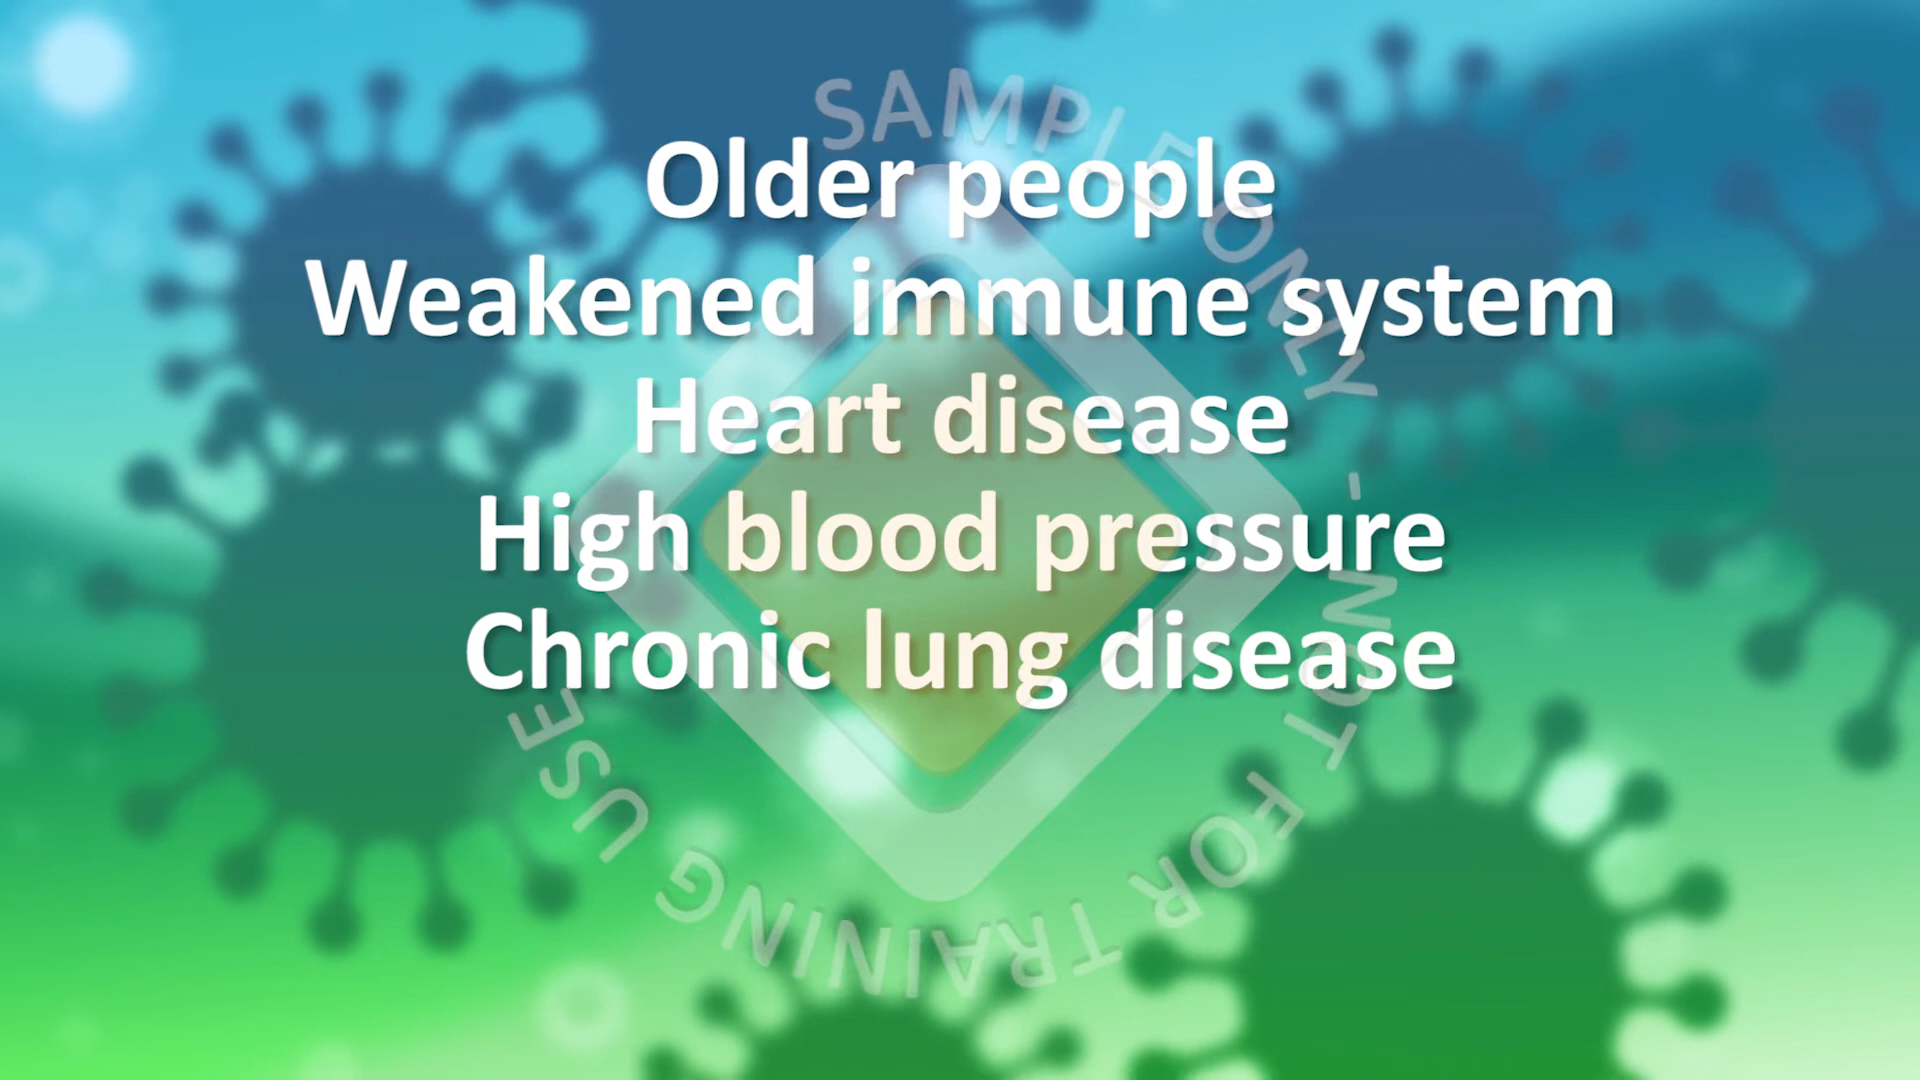 Older people
Weakened immune system
Heart disease
High blood pressure
Chronic lung disease
SAMPLE ONLY - NOT FOR TRAINING USE